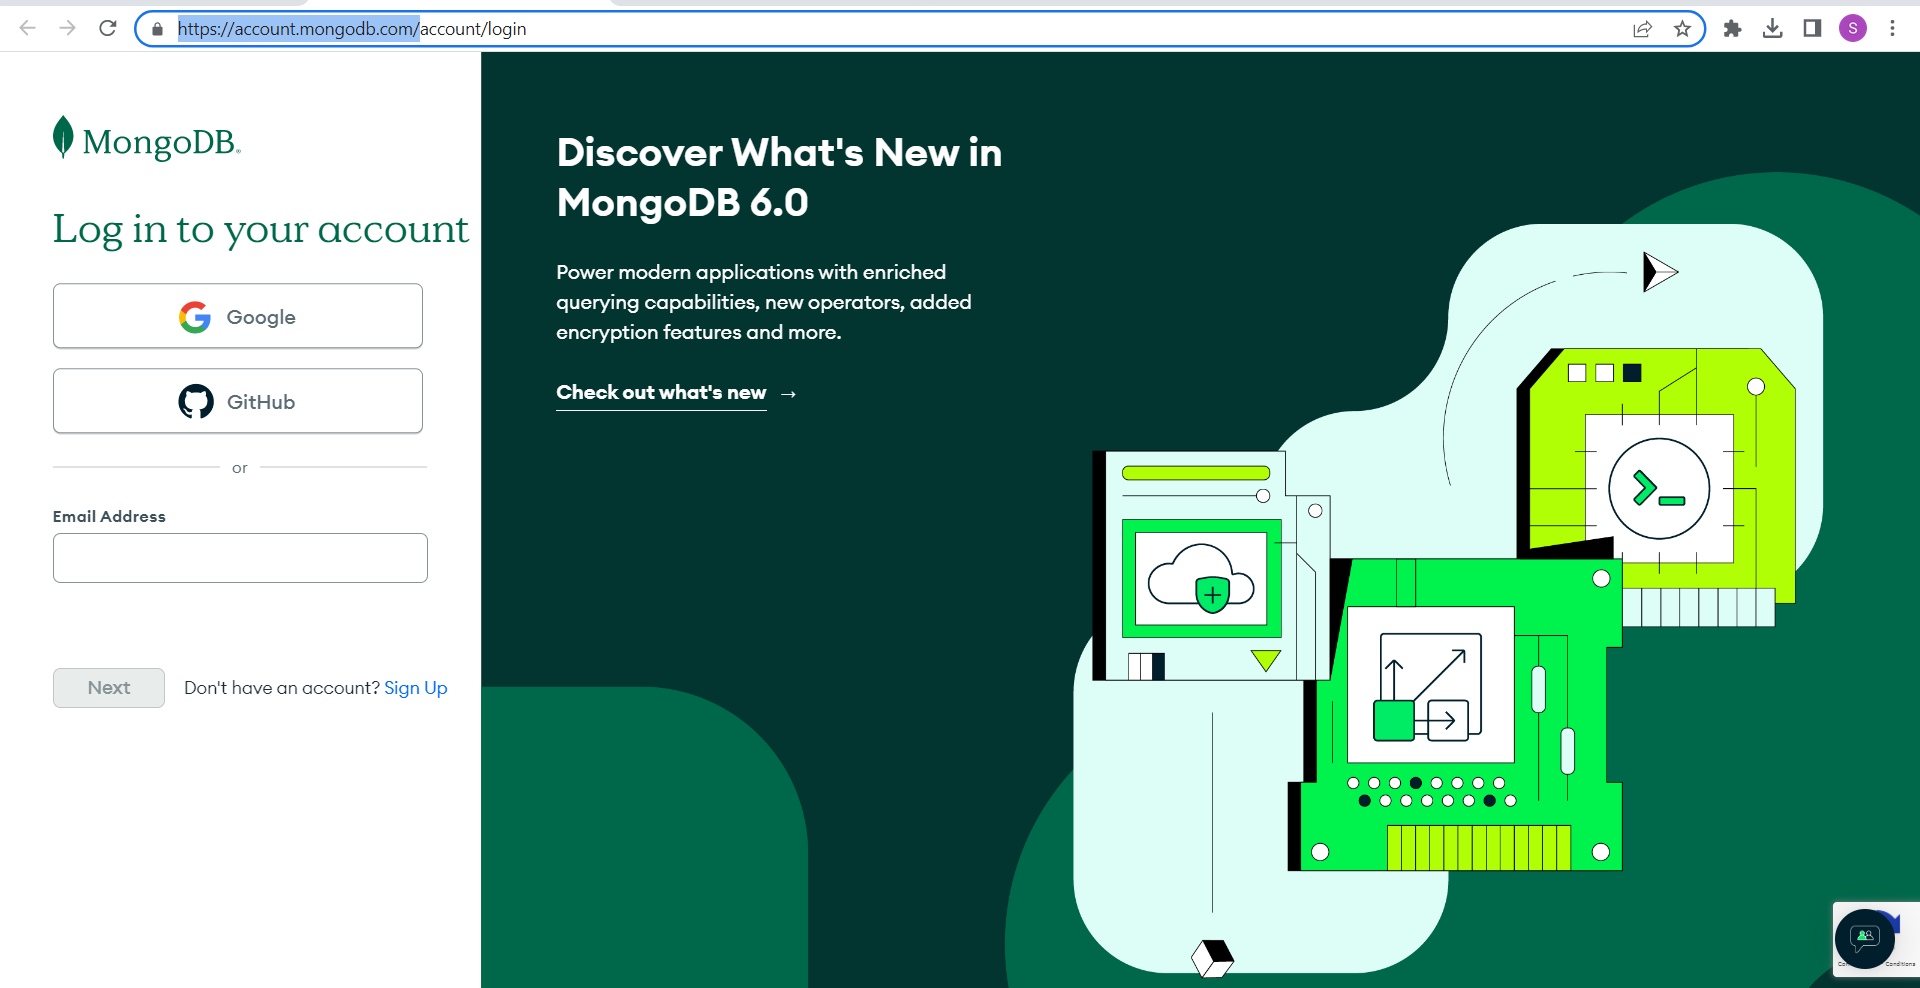 https://account.mongodb.com/account/login
S
MongoDB
Log in to your account
Google
GitHub
or
Email Address
Next
Don't have an account? Sign Up
Discover What's New in
MongoDB 6.0
Power modern applications with enriched
querying capabilities, new operators, added
encryption features and more.
Check out what's new →
Conditions